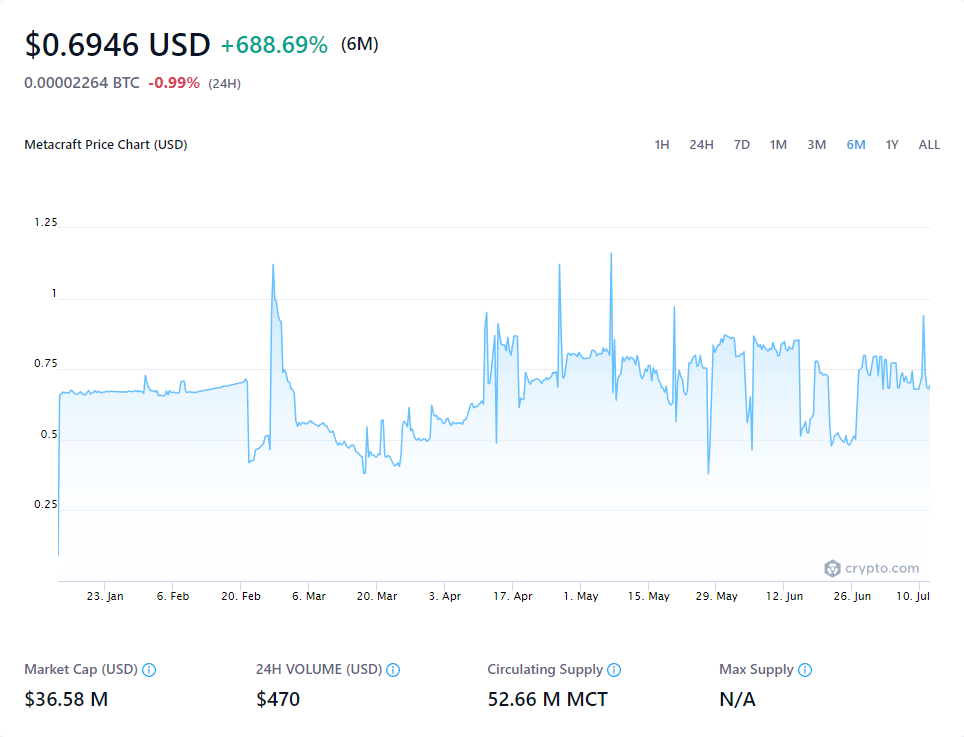 $0.6946 USD +688.69% (6M)
0.00002264 BTC -0.99% (24H)
Metacraft Price Chart (USD)
1H 24H 7D 1M 3M 6M 1Y ALL
1.25
1
0.75
0.5
0.25
crypto.com
23. Jan 6. Feb 20. Feb 6. Mar 20. Mar 3. Apr 17. Apr 1. May 15. May 29. May 12. Jun 26. Jun 10. Jul
Market Cap (USD) 24H VOLUME (USD) Circulating Supply Max Supply
$36.58 M $470 52.66 M MCT N/A